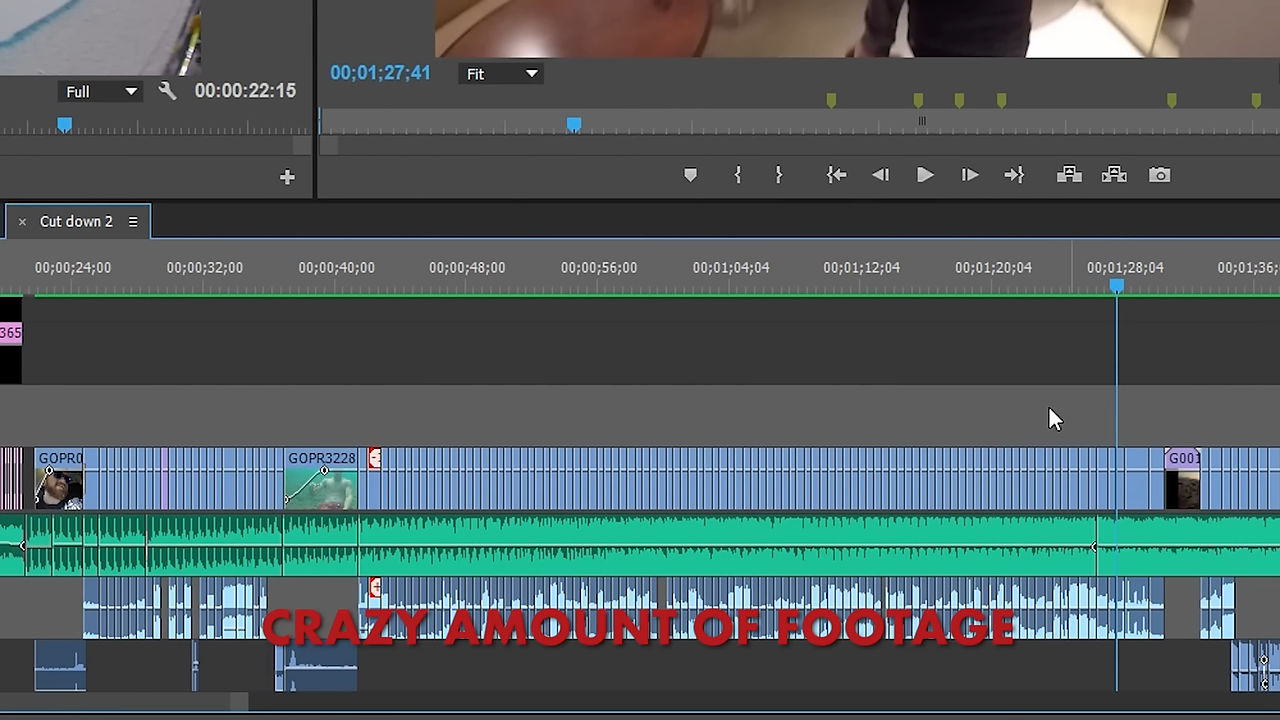 00;01;27;41
Fit
Full
00:00:22:15
Cut down 2
00;00;24;00
00;00;32;00
00;00;40;00
00;00;48;00
00;00;56;00
00;01;04;04
00;01;12;04
00;01;20;04
00;01;28;04
00;01;36;
365
GOPR0
GOPR3228
G001
CRAZY AMOUNT OF FOOTAGE